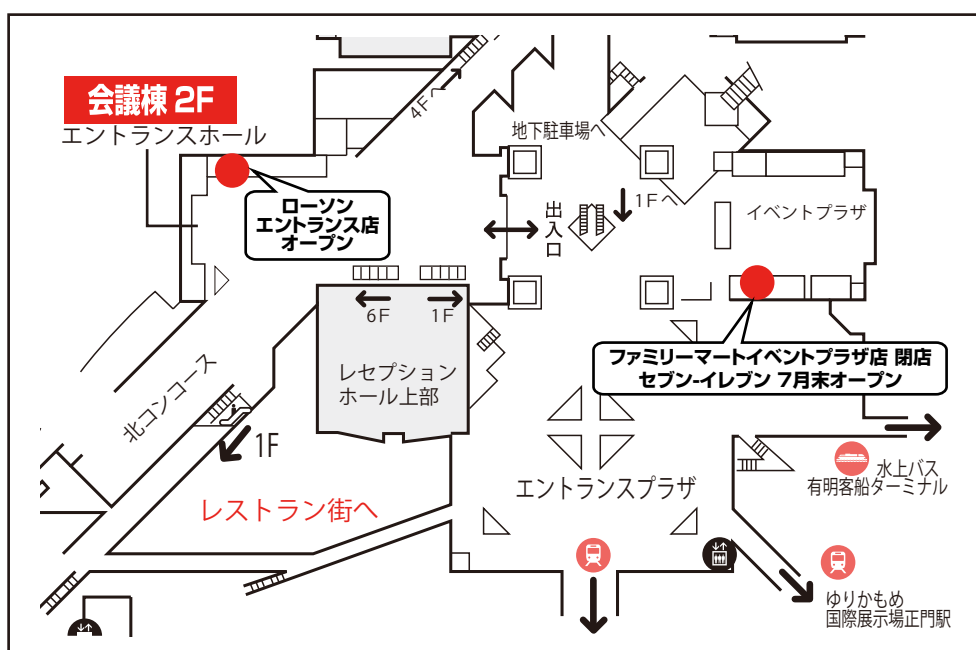 会議棟 2F
エントランスホール
4Fへ
地下駐車場へ
ローソン
エントランス店
オープン
出入口
1Fへ
イベントプラザ
6F
1F
ファミリーマートイベントプラザ店 閉店
セブン-イレブン 7月末オープン
レセプション
ホール上部
北コンコース
1F
レストラン街へ
エントランスプラザ
水上バス
有明客船ターミナル
ゆりかもめ
国際展示場正門駅